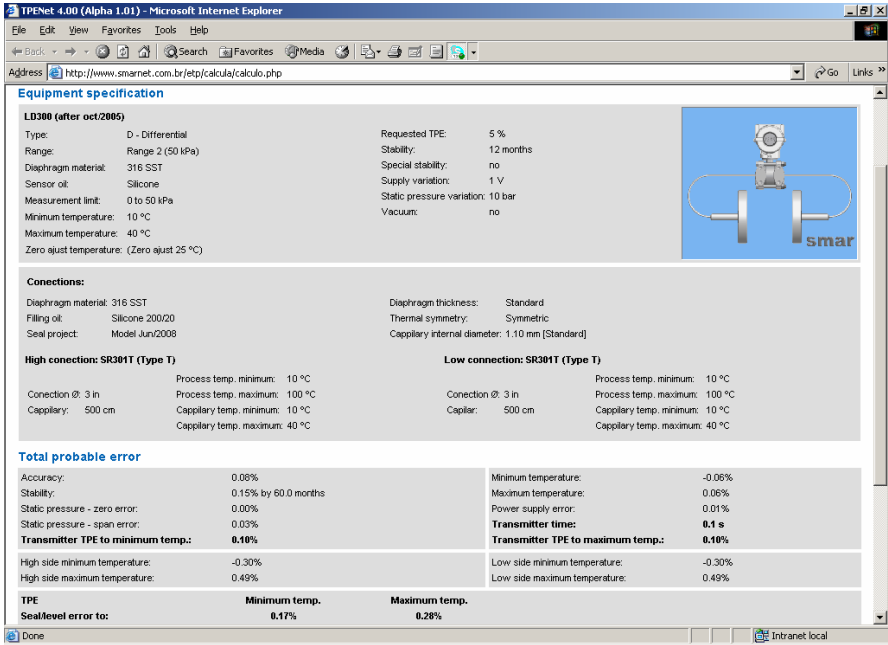 TPENet 4.00 (Alpha 1.01) - Microsoft Internet Explorer
File Edit View Favorites Tools Help
Back Search Favorites Media
Address http://www.smarnet.com.br/etp/calcula/calculo.php Go Links »
Equipment specification
LD300 (after oct/2005)
Type: D - Differential Requested TPE: 5 %
Range: Range 2 (50 kPa) Stability: 12 months
Diaphragm material: 316 SST Special stability: no
Sensor oil: Silicone Supply variation: 1 V
Measurement limit: 0 to 50 kPa Static pressure variation: 10 bar
Minimum temperature: 10 ºC Vacuum: no
Maximum temperature: 40 ºC
Zero ajust temperature: (Zero ajust 25 ºC)
smar
Conections:
Diaphragm material: 316 SST Diaphragm thickness: Standard
Filling oil: Silicone 200/20 Thermal symmetry: Symmetric
Seal project: Model Jun/2008 Cappilary internal diameter: 1.10 mm [Standard]
High conection: SR301T (Type T) Low connection: SR301T (Type T)
Process temp. minimum: 10 ºC Process temp. minimum: 10 ºC
Conection Ø: 3 in Process temp. maximum: 100 ºC Conection Ø: 3 in Process temp. maximum: 100 ºC
Cappilary: 500 cm Cappilary temp. minimum: 10 ºC Capilar: 500 cm Cappilary temp. minimum: 10 ºC
Cappilary temp. maximum: 40 ºC Cappilary temp. maximum: 40 ºC
Total probable error
Accuracy: 0.08% Minimum temperature: -0.06%
Stability: 0.15% by 60.0 months Maximum temperature: 0.06%
Static pressure - zero error: 0.00% Power supply error: 0.01%
Static pressure - span error: 0.03% Transmitter time: 0.1 s
Transmitter TPE to minimum temp.: 0.10% Transmitter TPE to maximum temp.: 0.10%
High side minimum temperature: -0.30% Low side minimum temperature: -0.30%
High side maximum temperature: 0.49% Low side maximum temperature: 0.49%
TPE Minimum temp. Maximum temp.
Seal/level error to: 0.17% 0.28%
Done Intranet local